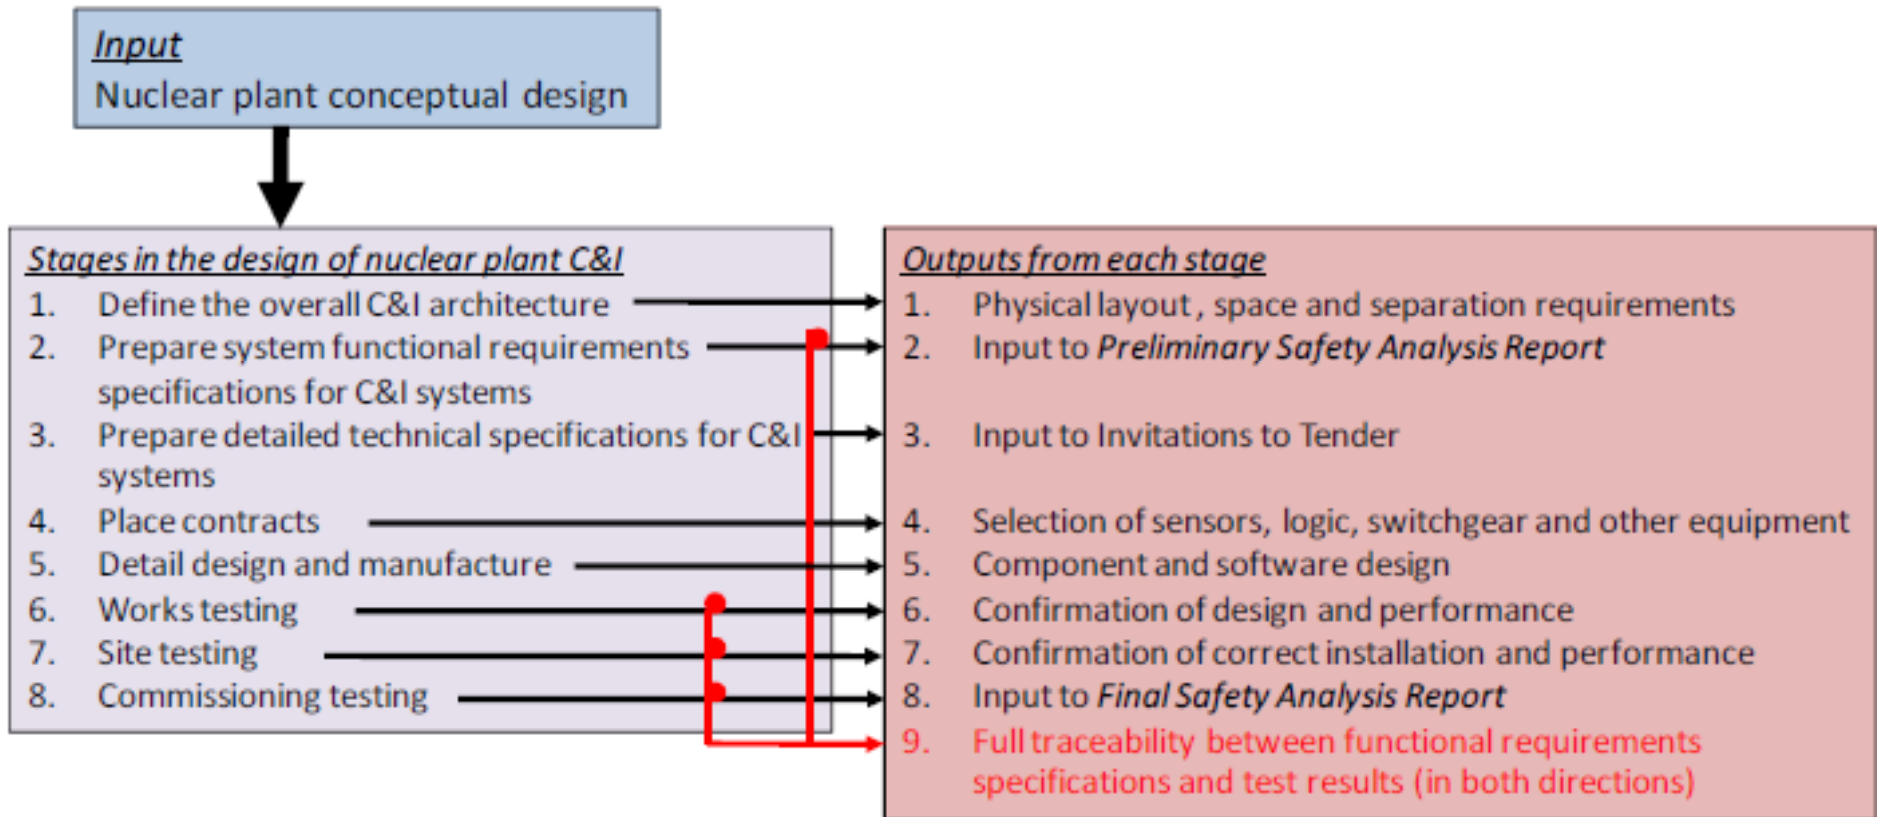 Input
Nuclear plant conceptual design
Stages in the design of nuclear plant C&I
1. Define the overall C&I architecture
2. Prepare system functional requirements
specifications for C&I systems
3. Prepare detailed technical specifications for C&I
systems
4. Place contracts
5. Detail design and manufacture
6. Works testing
7. Site testing
8. Commissioning testing
Outputs from each stage
1. Physical layout , space and separation requirements
2. Input to Preliminary Safety Analysis Report
3. Input to Invitations to Tender
4. Selection of sensors, logic, switchgear and other equipment
5. Component and software design
6. Confirmation of design and performance
7. Confirmation of correct installation and performance
8. Input to Final Safety Analysis Report
9. Full traceability between functional requirements
specifications and test results (in both directions)